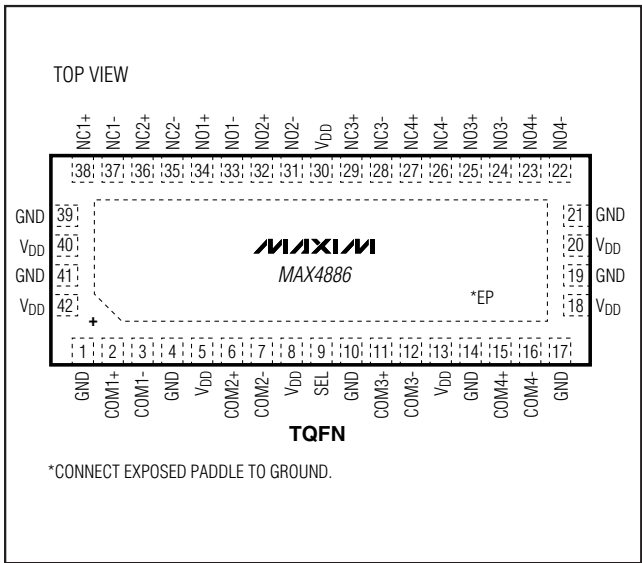 TOP VIEW
NC1+ NC1- NC2+ NC2- NO1+ NO1- NO2+ NO2- VDD NC3+ NC3- NC4+ NC4- NO3+ NO3- NO4+ NO4-
38 37 36 35 34 33 32 31 30 29 28 27 26 25 24 23 22
GND 39 21 GND
VDD 40 MAXIM 20 VDD
GND 41 MAX4886 19 GND
VDD 42 *EP 18 VDD
+
1 2 3 4 5 6 7 8 9 10 11 12 13 14 15 16 17
GND COM1+ COM1- GND VDD COM2+ COM2- VDD SEL GND COM3+ COM3- VDD GND COM4+ COM4- GND
TQFN
*CONNECT EXPOSED PADDLE TO GROUND.